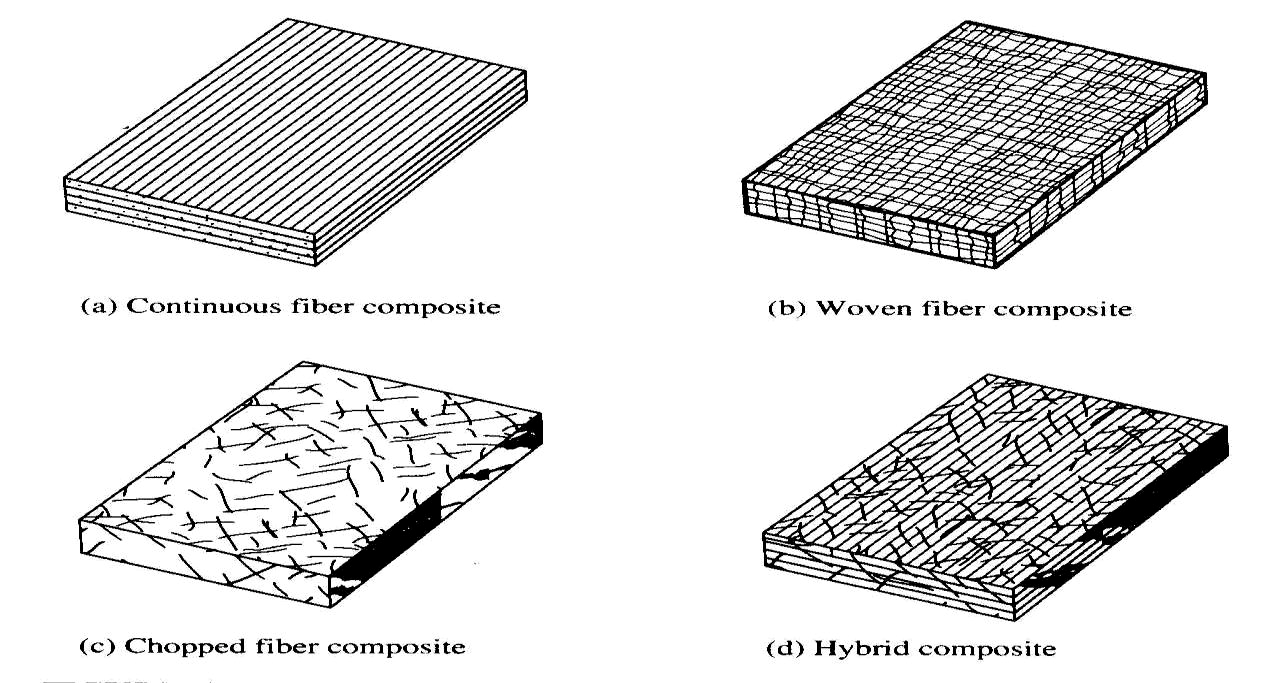 (a) Continuous fiber composite
(b) Woven fiber composite
(c) Chopped fiber composite
(d) Hybrid composite